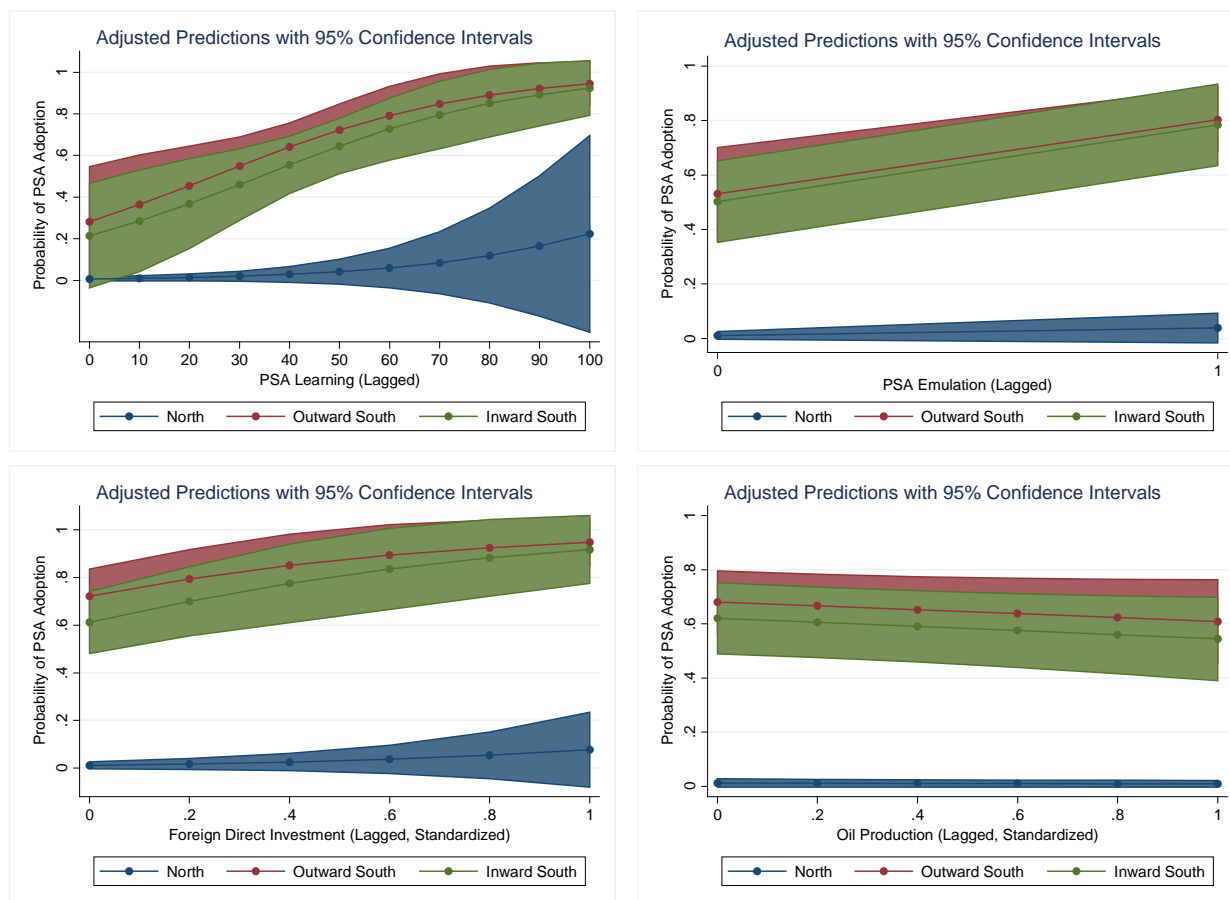 Adjusted Predictions with 95% Confidence Intervals
Probability of PSA Adoption
1
.8
.6
.4
.2
0
0 10 20 30 40 50 60 70 80 90 100
PSA Learning (Lagged)
North Outward South Inward South
Adjusted Predictions with 95% Confidence Intervals
Probability of PSA Adoption
1
.8
.6
.4
.2
0
0 1
PSA Emulation (Lagged)
North Outward South Inward South
Adjusted Predictions with 95% Confidence Intervals
Probability of PSA Adoption
1
.8
.6
.4
.2
0
0 .2 .4 .6 .8 1
Foreign Direct Investment (Lagged, Standardized)
North Outward South Inward South
Adjusted Predictions with 95% Confidence Intervals
Probability of PSA Adoption
1
.8
.6
.4
.2
0
0 .2 .4 .6 .8 1
Oil Production (Lagged, Standardized)
North Outward South Inward South